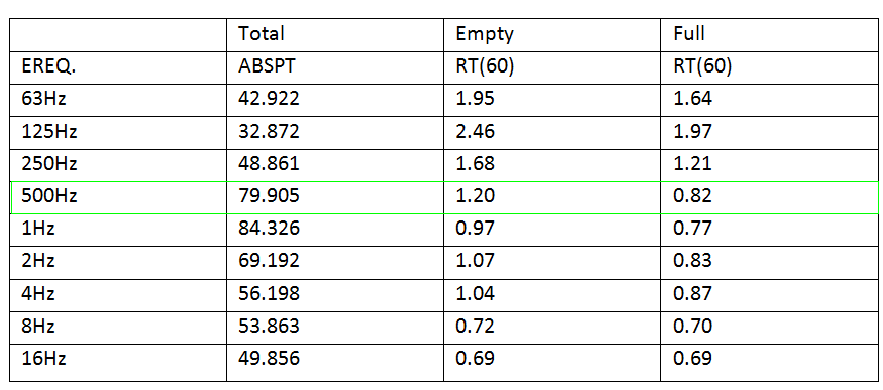 Total Empty Full
EREQ. ABSPT RT(60) RT(60)
63Hz 42.922 1.95 1.64
125Hz 32.872 2.46 1.97
250Hz 48.861 1.68 1.21
500Hz 79.905 1.20 0.82
1Hz 84.326 0.97 0.77
2Hz 69.192 1.07 0.83
4Hz 56.198 1.04 0.87
8Hz 53.863 0.72 0.70
16Hz 49.856 0.69 0.69